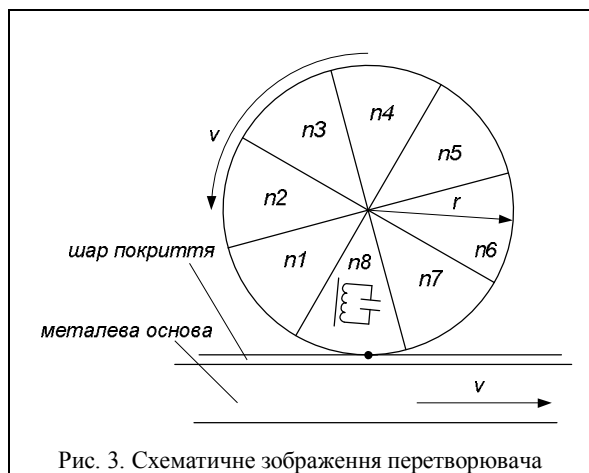 v
n3
n4
n5
n2
r
n6
n1
n8
n7
шар покриття
металева основа
v
Рис. 3. Схематичне зображення перетворювача